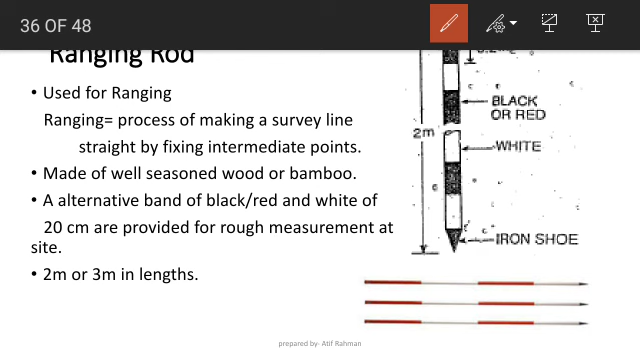 36 OF 48
Ranging Rod
• Used for Ranging
Ranging= process of making a survey line
straight by fixing intermediate points.
• Made of well seasoned wood or bamboo.
• A alternative band of black/red and white of
20 cm are provided for rough measurement at
site.
• 2m or 3m in lengths.
BLACK
OR RED
2m
WHITE
IRON SHOE
prepared by- Atif Rahman